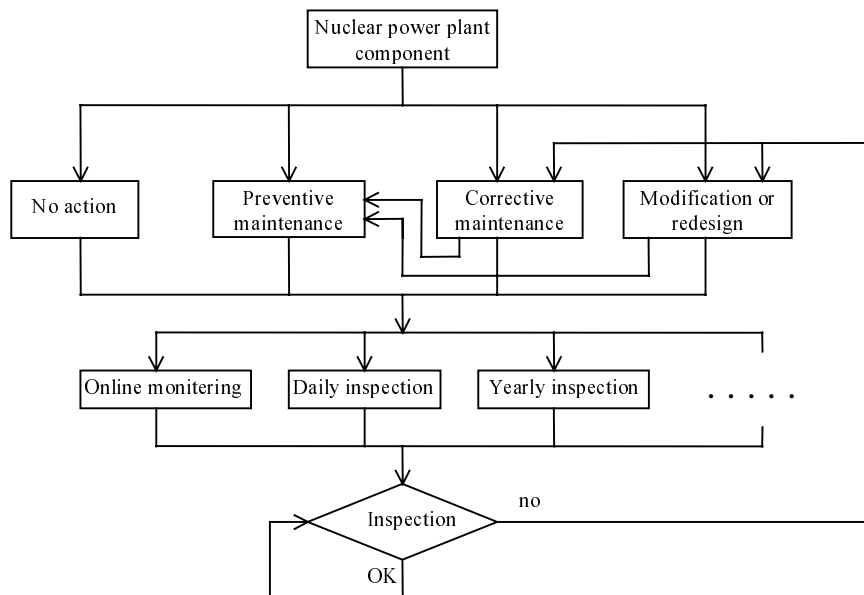 Nuclear power plant
component
No action
Preventive
maintenance
Corrective
maintenance
Modification or
redesign
Online monitering
Daily inspection
Yearly inspection
. . . . .
Inspection
no
OK